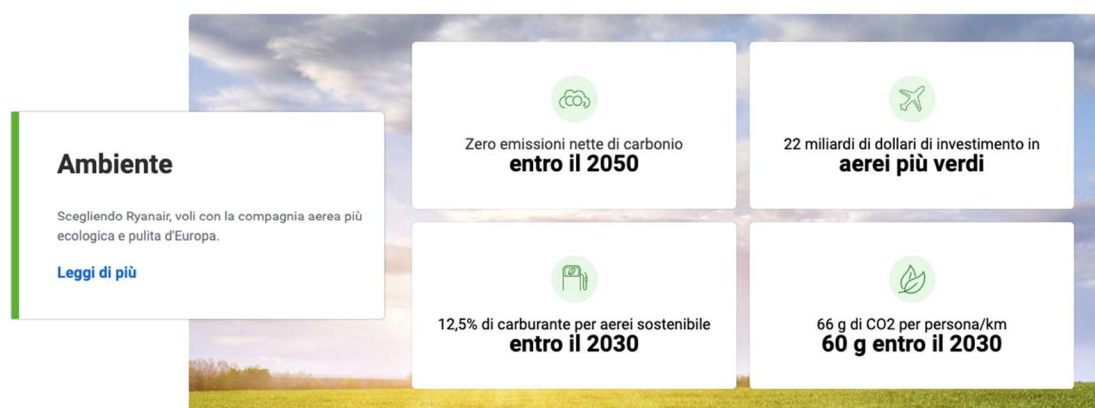 Ambiente
Scegliendo Ryanair, voli con la compagnia aerea più
ecologica e pulita d'Europa.
Leggi di più
CO₂
Zero emissioni nette di carbonio
entro il 2050
22 miliardi di dollari di investimento in
aerei più verdi
12,5% di carburante per aerei sostenibile
entro il 2030
66 g di CO2 per persona/km
60 g entro il 2030